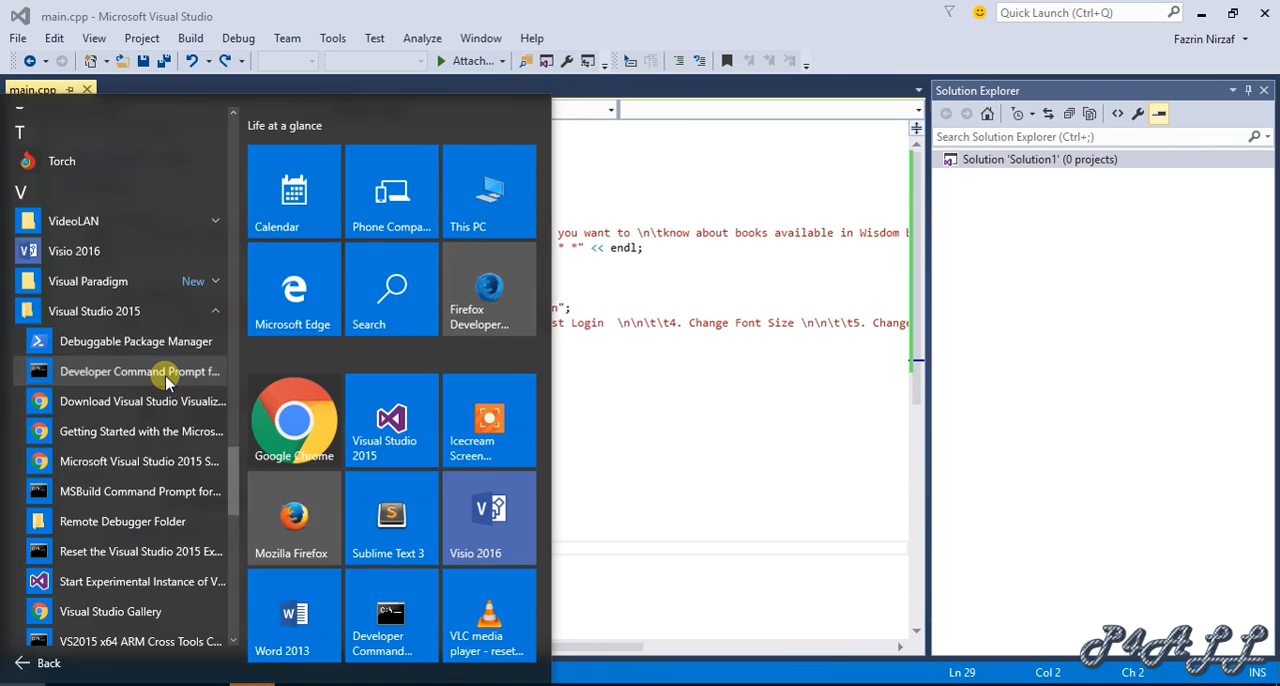 main.cpp - Microsoft Visual Studio
Quick Launch (Ctrl+Q)
File Edit View Project Build Debug Team Tools Test Analyze Window Help
Fazrin Nirzaf
Attach...
main.cpp
Solution Explorer
Search Solution Explorer (Ctrl+;)
Solution 'Solution1' (0 projects)
T
Torch
V
VideoLAN
Visio 2016
Visual Paradigm New
Visual Studio 2015
Debuggable Package Manager
Developer Command Prompt f...
Download Visual Studio Visualiz...
Getting Started with the Micros...
Microsoft Visual Studio 2015 S...
MSBuild Command Prompt for...
Remote Debugger Folder
Reset the Visual Studio 2015 Ex...
Start Experimental Instance of V...
Visual Studio Gallery
VS2015 x64 ARM Cross Tools C...
Back
Life at a glance
Calendar
Phone Compa...
This PC
Microsoft Edge
Search
Firefox
Developer...
Google Chrome
Visual Studio
2015
Icecream
Screen...
Mozilla Firefox
Sublime Text 3
Visio 2016
Word 2013
Developer
Command...
VLC media
player - reset...
you want to \n\tknow about books available in Wisdom b
* *" << endl;
n";
st Login \n\n\t\t4. Change Font Size \n\n\t\t5. Change
Ln 29 Col 2 Ch 2 INS
P4ALL